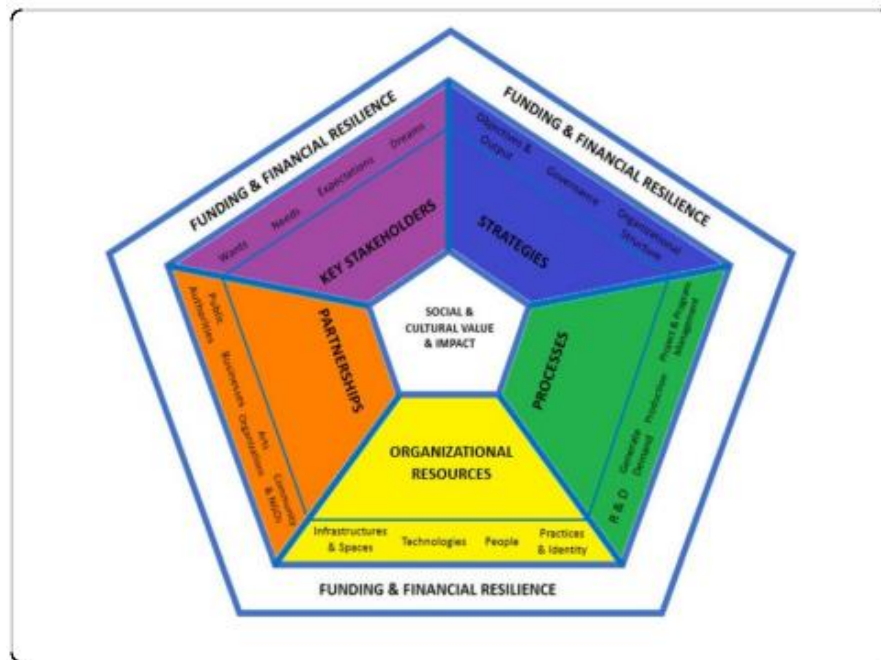 FUNDING & FINANCIAL RESILIENCE
FUNDING & FINANCIAL RESILIENCE
Wants Needs Expectations Dreams
KEY STAKEHOLDERS
Objectives &
Output
Governance
Organizational
Structure
STRATEGIES
SOCIAL &
CULTURAL VALUE
& IMPACT
Public
Authorities
Businesses
Arts
Organizations
Community
& NGOs
PARTNERSHIPS
PROCESSES
Project & Program
Management
Production
Generate
Demand
R & D
ORGANIZATIONAL
RESOURCES
Infrastructures
& Spaces
Technologies
People
Practices
& Identity
FUNDING & FINANCIAL RESILIENCE